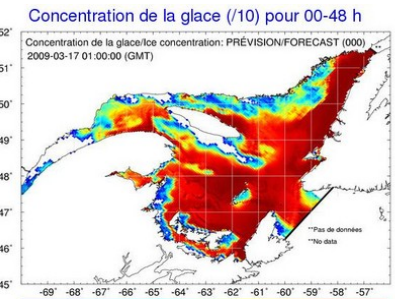 Concentration de la glace (/10) pour 00-48 h
Concentration de la glace/Ice concentration: PRÉVISION/FORECAST (000)
2009-03-17 01:00:00 (GMT)
52˚
51˚
50˚
49˚
48˚
47˚
46˚
45˚
**Pas de données
**No data
-69˚ -68˚ -67˚ -66˚ -65˚ -64˚ -63˚ -62˚ -61˚ -60˚ -59˚ -58˚ -57˚